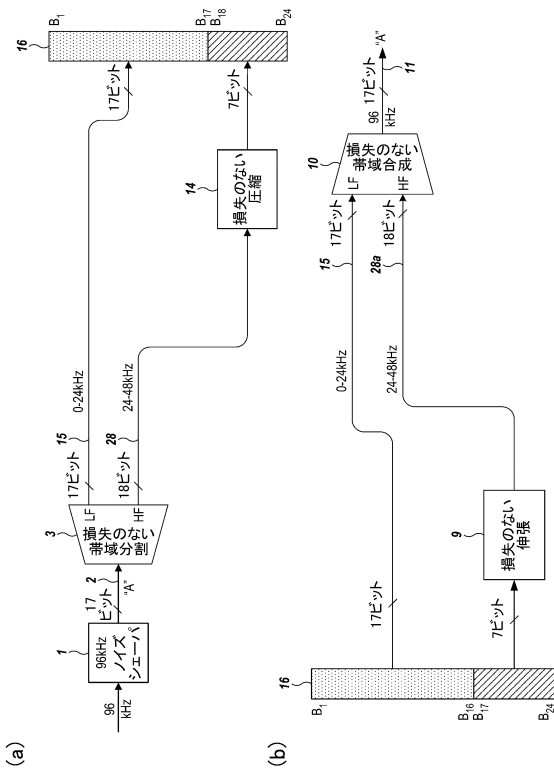 (a)
96
kHz
1
96kHz
ノイズ
シェーパ
17
ビット
2
"A"
3
損失のない
帯域分割
LF
HF
17ビット
15
0-24kHz
18ビット
28
24-48kHz
14
損失のない
圧縮
17ビット
7ビット
16
B1
B17
B18
B24
(b)
16
B1
B16
B17
B24
17ビット
7ビット
9
損失のない
伸張
0-24kHz
15
17ビット
24-48kHz
28a
18ビット
LF
HF
10
損失のない
帯域合成
96
kHz
17ビット
11
"A"